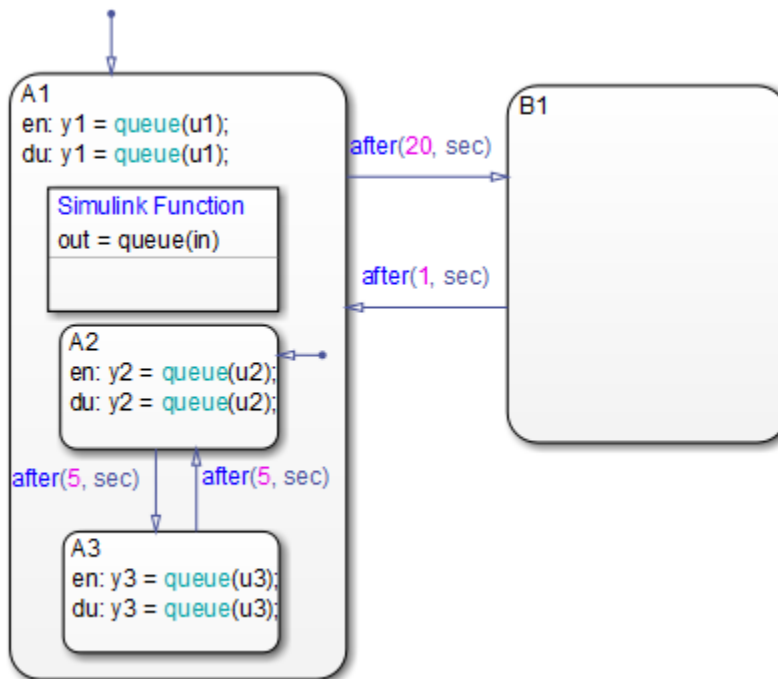 A1
en: y1 = queue(u1);
du: y1 = queue(u1);
Simulink Function
out = queue(in)
A2
en: y2 = queue(u2);
du: y2 = queue(u2);
after(5, sec)
after(5, sec)
A3
en: y3 = queue(u3);
du: y3 = queue(u3);
after(20, sec)
after(1, sec)
B1